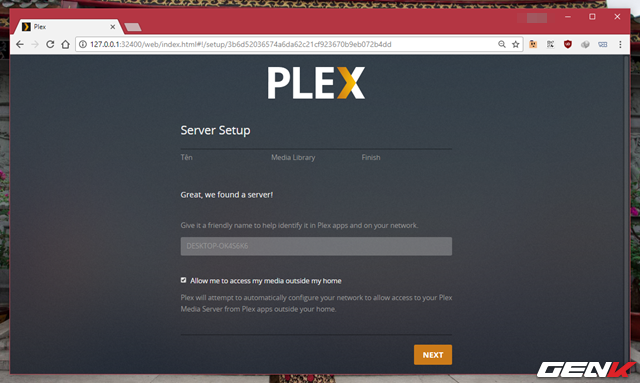 Plex
127.0.0.1:32400/web/index.html#!/setup/3b6d52036574a6da62c21cf923670b9eb072b4dd
PLEX
Server Setup
Tên Media Library Finish
Great, we found a server!
Give it a friendly name to help identify it in Plex apps and on your network.
Allow me to access my media outside my home
Plex will attempt to automatically configure your network to allow access to your Plex
Media Server from Plex apps outside your home.
NEXT
GENK